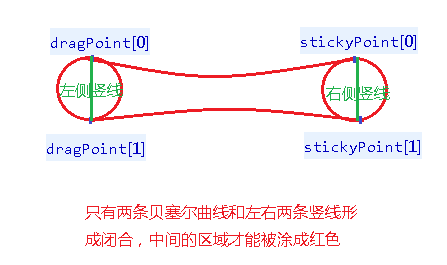 dragPoint[0]
stickyPoint[0]
左侧竖线
右侧竖线
dragPoint[1]
stickyPoint[1]
只有两条贝塞尔曲线和左右两条竖线形
成闭合，中间的区域才能被涂成红色